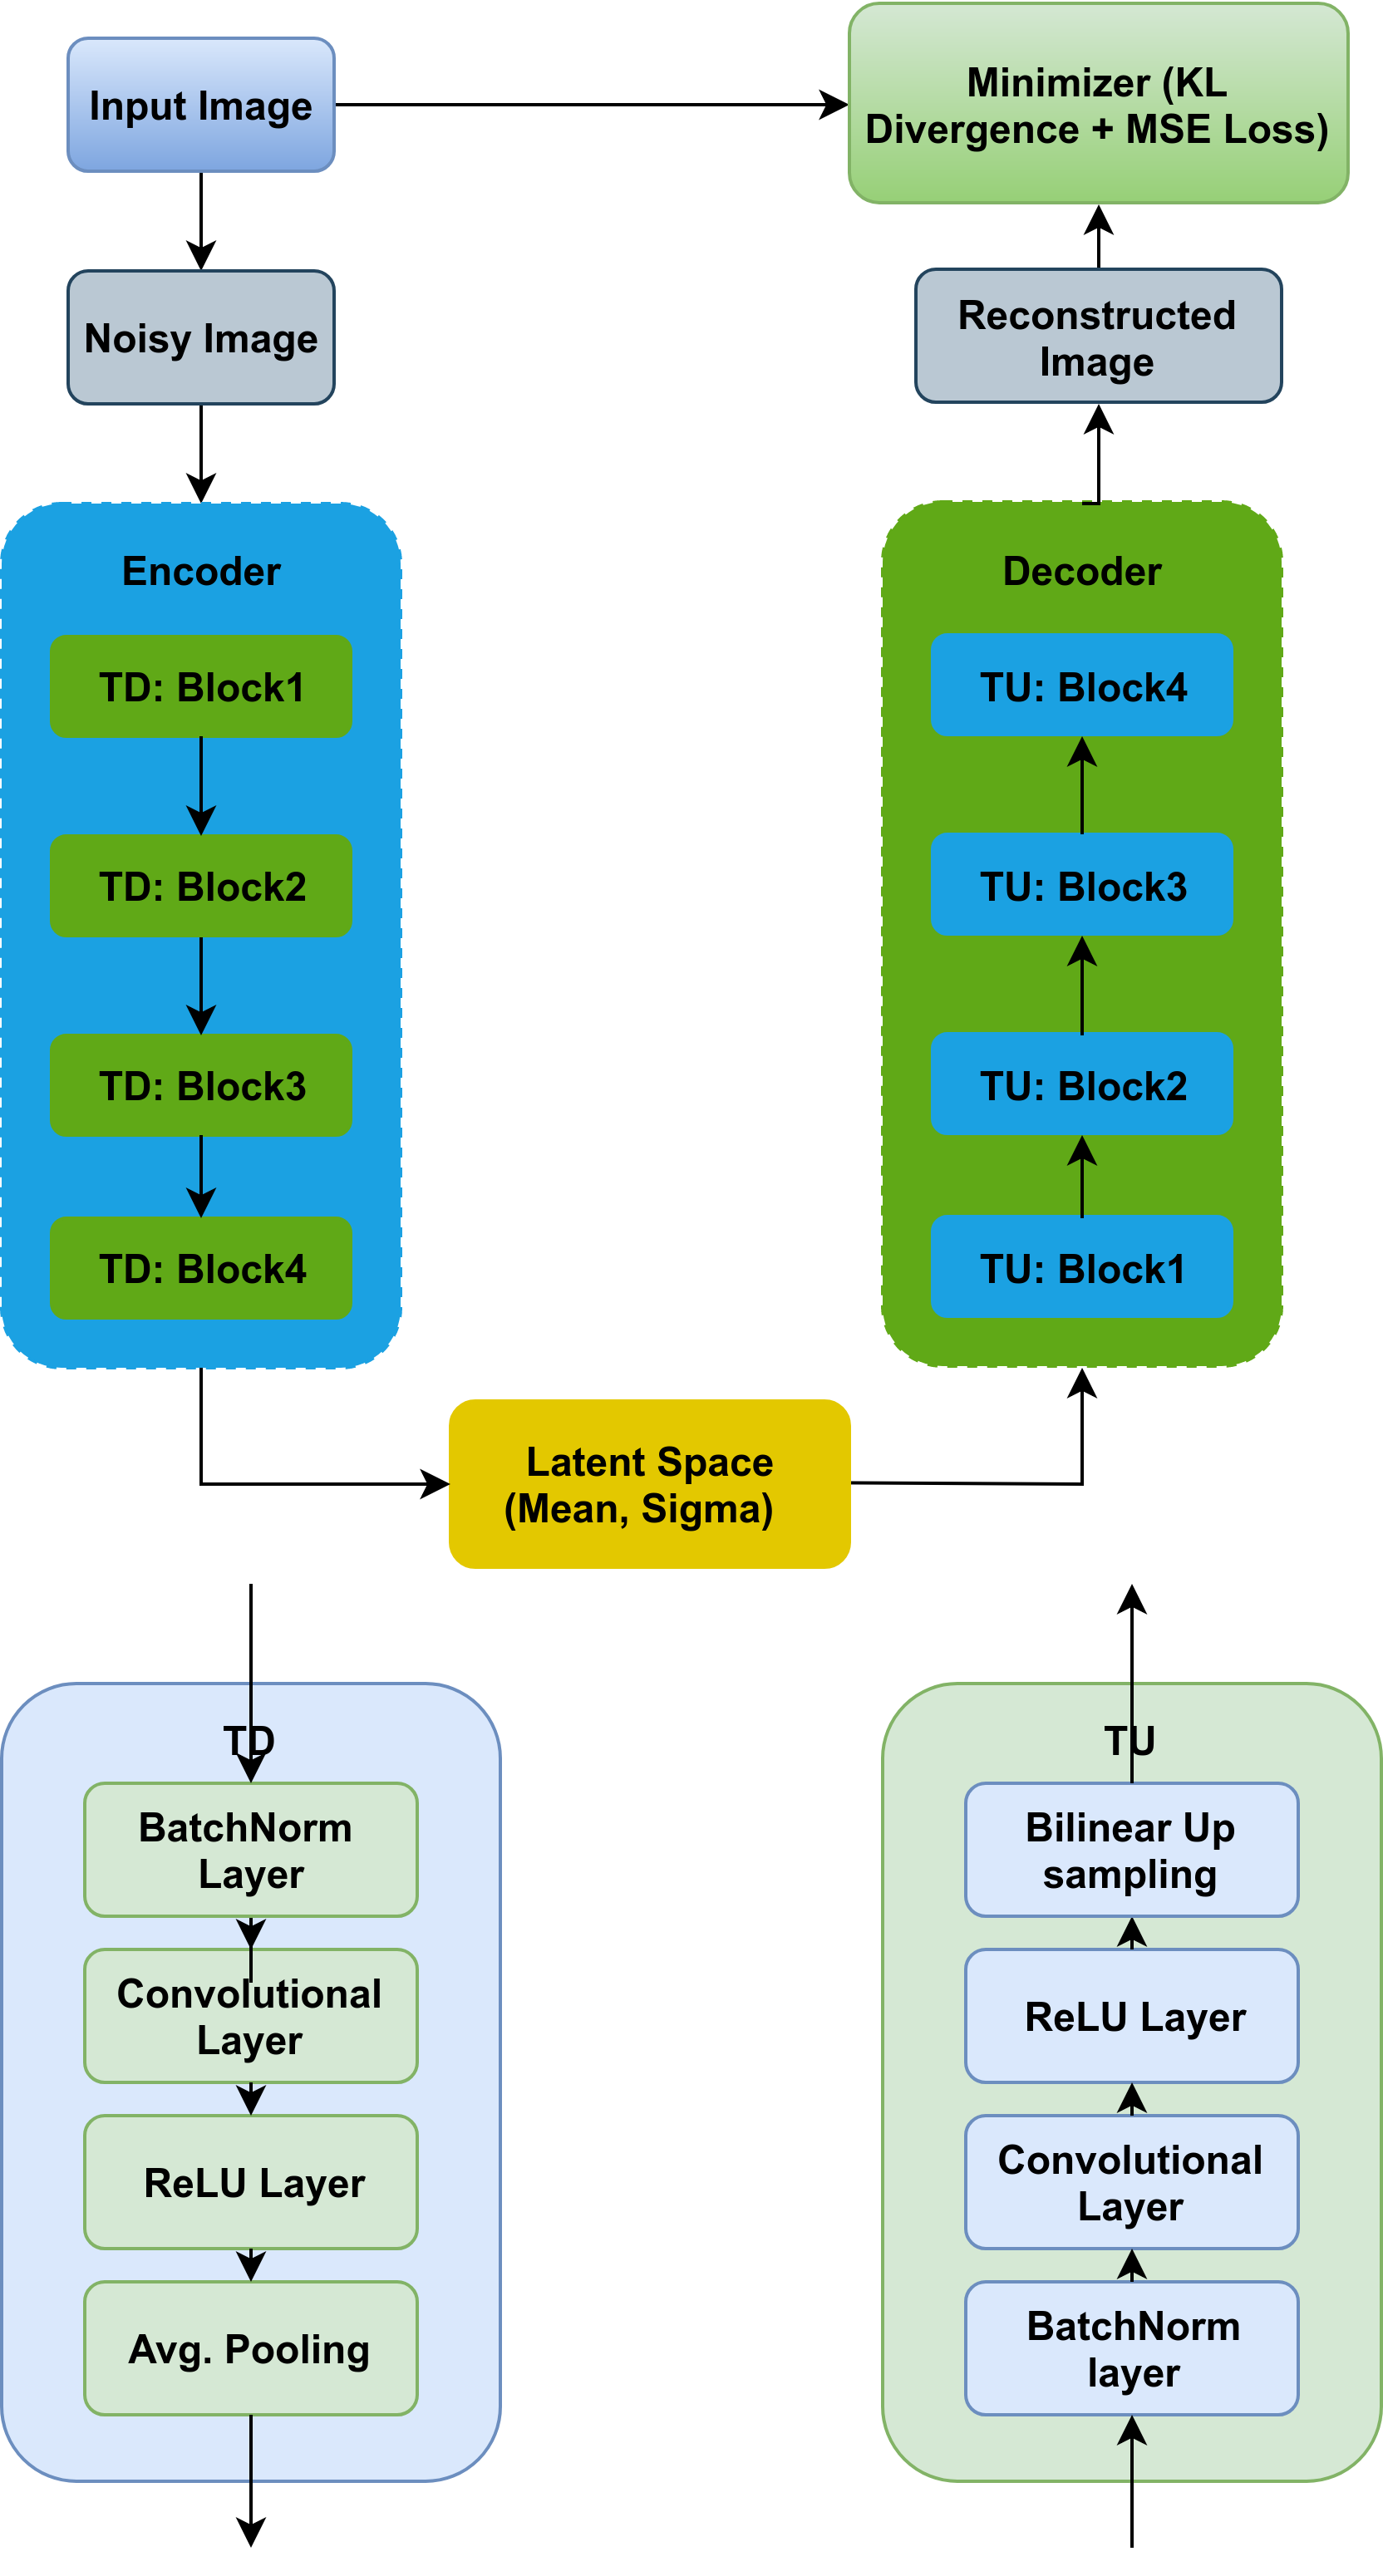 Input Image
Minimizer (KL
Divergence + MSE Loss)
Noisy Image
Reconstructed
Image
Encoder
TD: Block1
TD: Block2
TD: Block3
TD: Block4
Decoder
TU: Block4
TU: Block3
TU: Block2
TU: Block1
Latent Space
(Mean, Sigma)
TD
BatchNorm
Layer
Convolutional
Layer
ReLU Layer
Avg. Pooling
TU
Bilinear Up
sampling
ReLU Layer
Convolutional
Layer
BatchNorm
layer